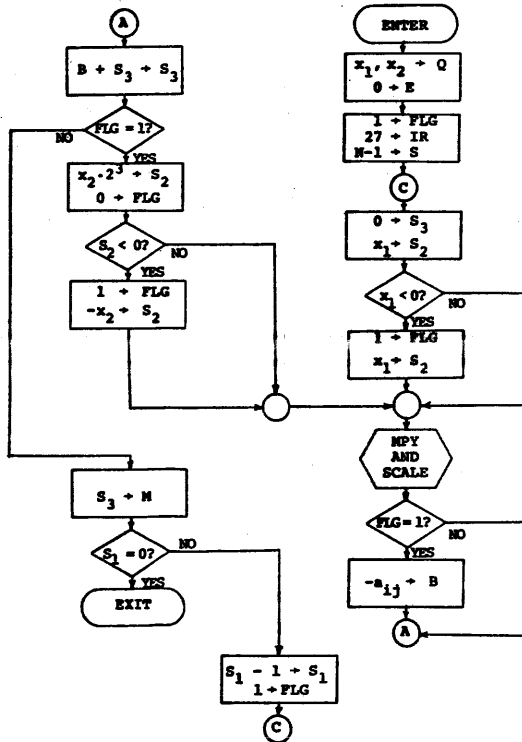 A
B + S₃ → S₃
FLG = 1?
NO
YES
x₂·2³ → S₂
0 → FLG
S₂ < 0?
NO
YES
1 → FLG
-x₂ → S₂
S₃ → M
S₁ = 0?
NO
YES
EXIT
S₁ - 1 → S₁
1 → FLG
C
ENTER
x₁, x₂ → Q
0 → E
1 → FLG
27 → IR
N-1 → S
C
0 → S₃
x₁ → S₂
x₁ < 0?
NO
YES
1 → FLG
x₁ → S₂
MPY
AND
SCALE
FLG = 1?
NO
YES
-aᵢⱼ → B
A